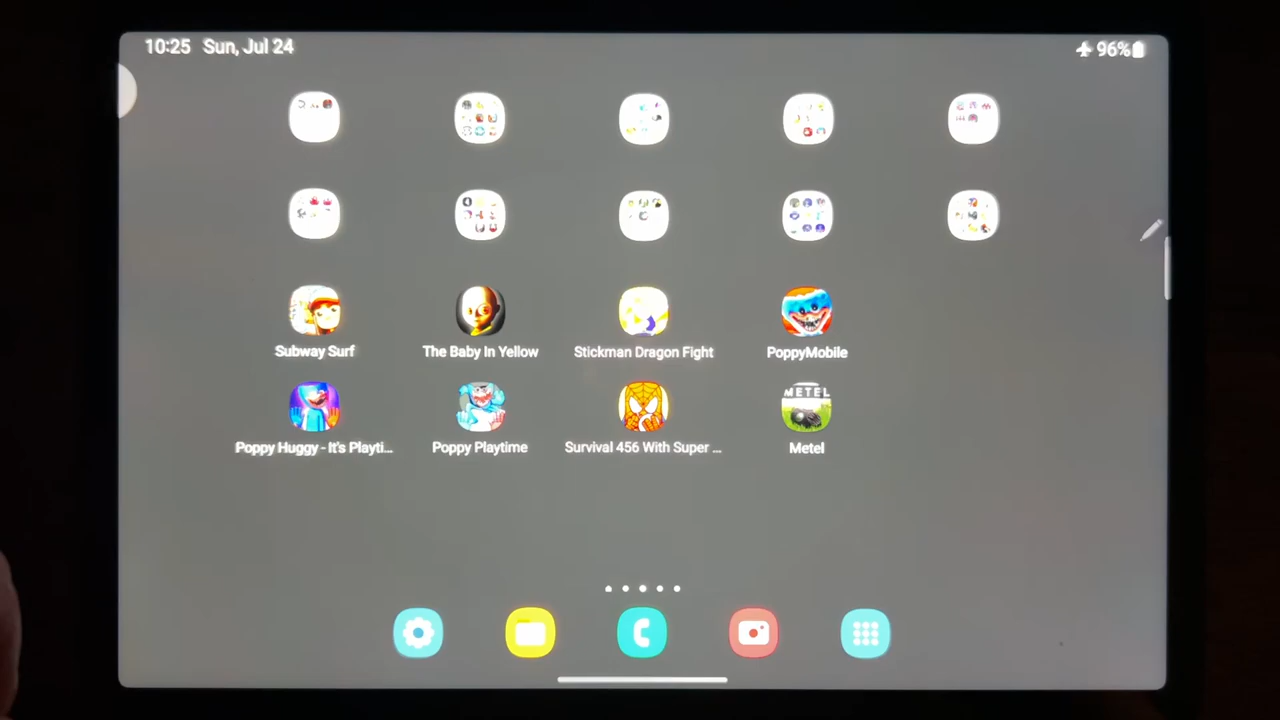 10:25 Sun, Jul 24
96%
Subway Surf
The Baby In Yellow
Stickman Dragon Fight
PoppyMobile
METEL
Poppy Huggy - It's Playti...
Poppy Playtime
Survival 456 With Super ...
Metel